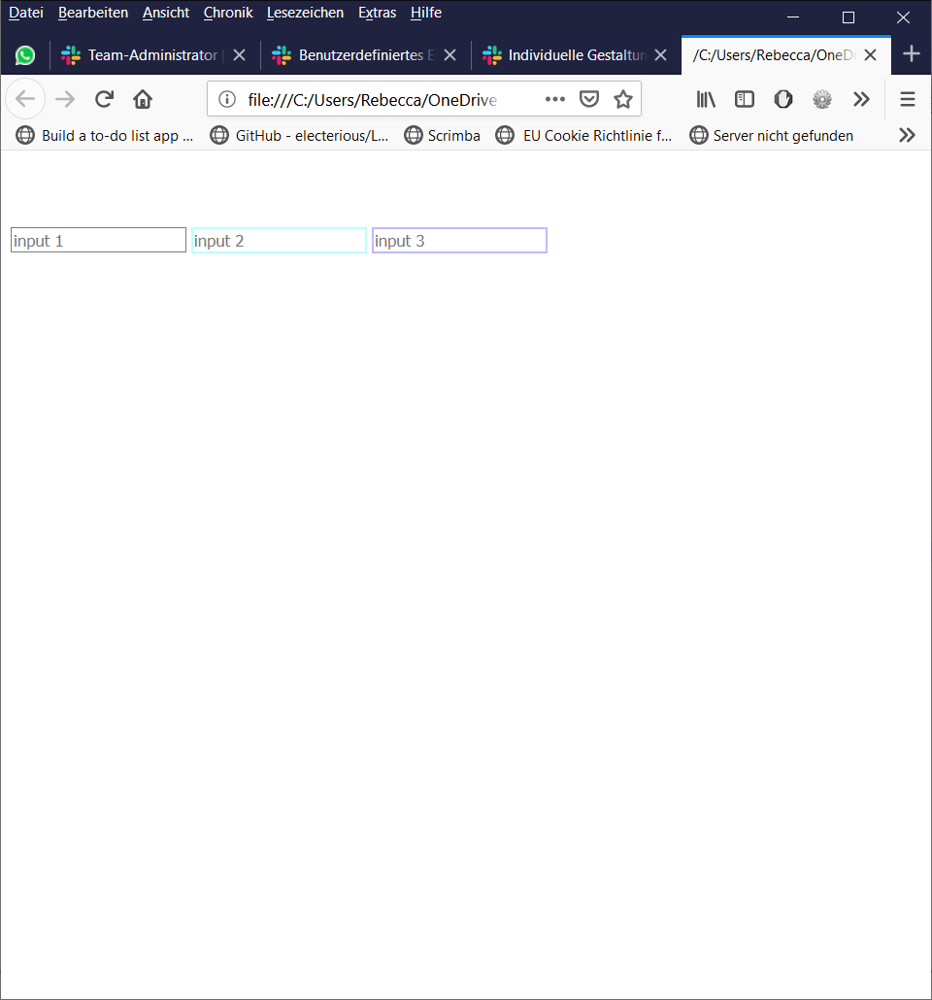 Datei Bearbeiten Ansicht Chronik Lesezeichen Extras Hilfe
Team-Administrator | Benutzerdefiniertes E Individuelle Gestaltun /C:/Users/Rebecca/OneDri
file:///C:/Users/Rebecca/OneDrive
Build a to-do list app ... GitHub - electerious/L... Scrimba EU Cookie Richtlinie f... Server nicht gefunden
input 1 input 2 input 3